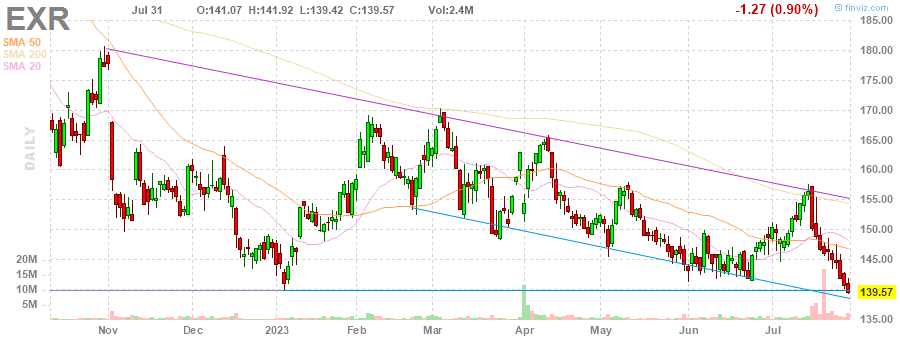 EXR Jul 31 O:141.07 H:141.92 L:139.42 C:139.57 Vol:2.4M -1.27 (0.90%) @ finviz.com
SMA 50
SMA 200
SMA 20
DAILY
185.00
180.00
175.00
170.00
165.00
160.00
155.00
150.00
145.00
139.57
135.00
20M
15M
10M
5M
Nov Dec 2023 Feb Mar Apr May Jun Jul